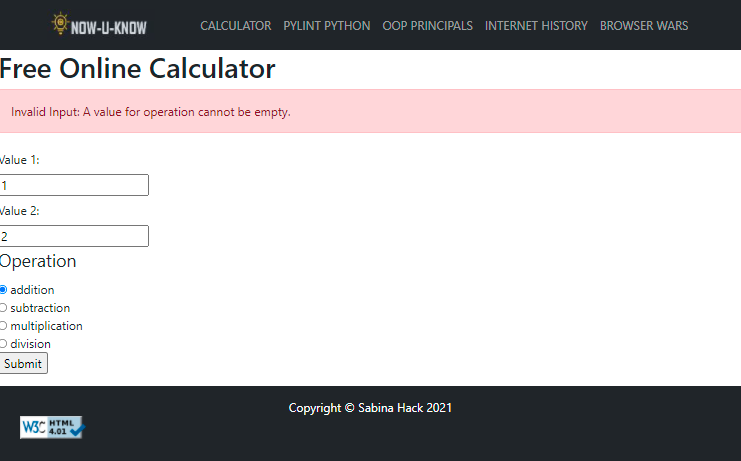 NOW-U-KNOW CALCULATOR PYLINT PYTHON OOP PRINCIPALS INTERNET HISTORY BROWSER WARS
Free Online Calculator
Invalid Input: A value for operation cannot be empty.
Value 1:
1
Value 2:
2
Operation
addition
subtraction
multiplication
division
Submit
Copyright © Sabina Hack 2021
W3C HTML 4.01